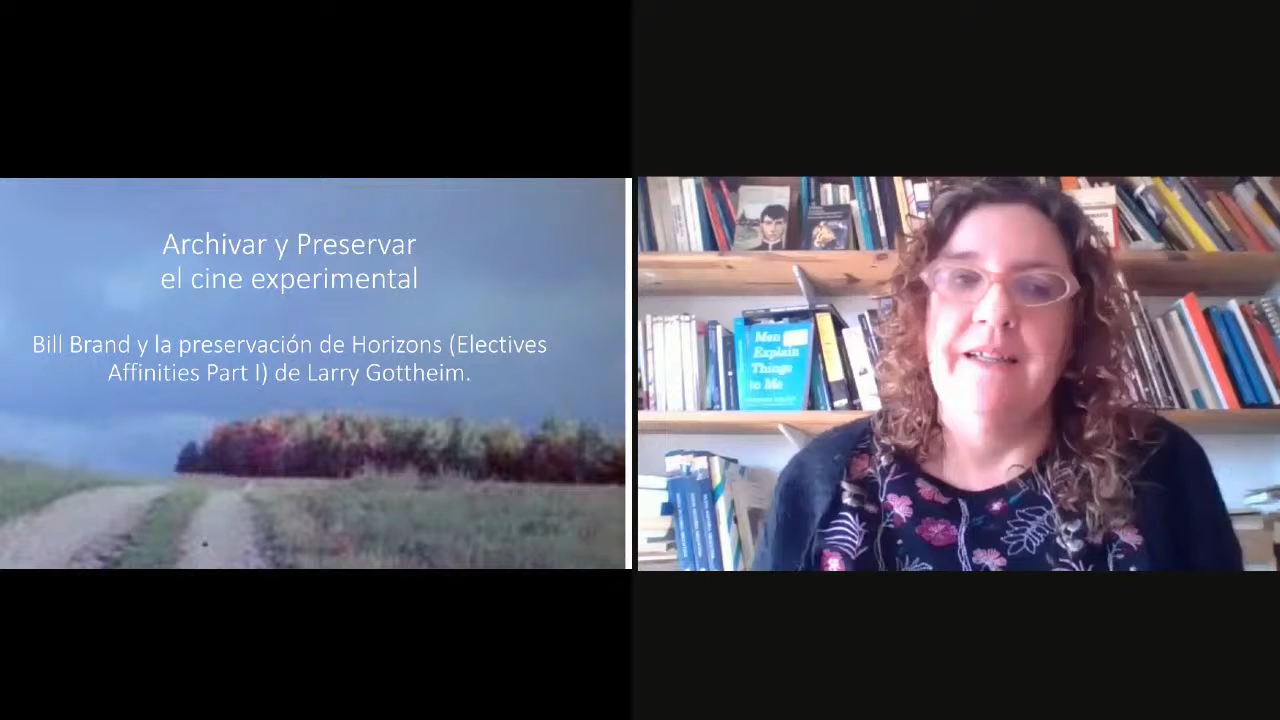 Archivar y Preservar
el cine experimental
Bill Brand y la preservación de Horizons (Electives
Affinities Part I) de Larry Gottheim.
Men
Explain
Things
to Me